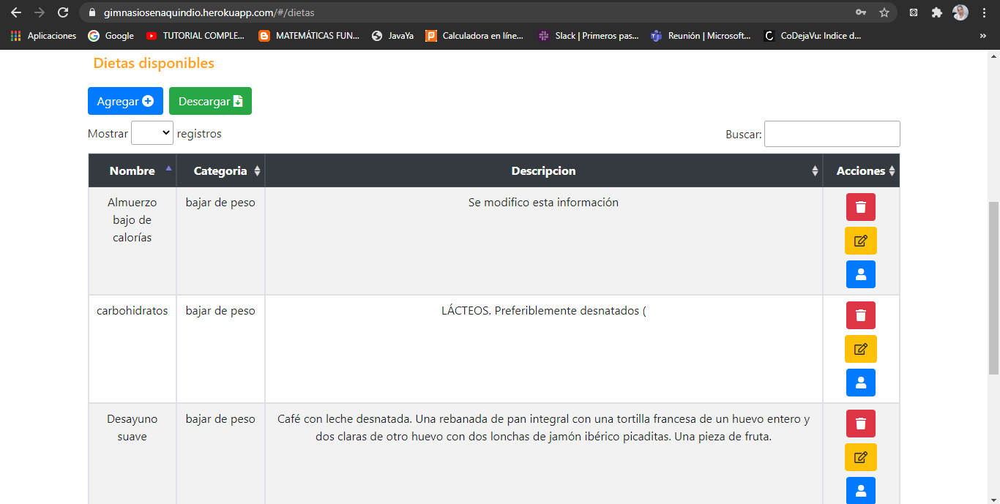 gimnasiosenaquindio.herokuapp.com/#/dietas
Aplicaciones Google TUTORIAL COMPLE... MATEMÁTICAS FUN... JavaYa Calculadora en líne... Slack | Primeros pas... Reunión | Microsoft... CoDejaVu: Indice d... »
Dietas disponibles
Agregar Descargar
Mostrar registros Buscar:
Nombre Categoria Descripcion Acciones
Almuerzo bajar de peso Se modifico esta información
bajo de
calorías
carbohidratos bajar de peso LÁCTEOS. Preferiblemente desnatados (
Desayuno bajar de peso Café con leche desnatada. Una rebanada de pan integral con una tortilla francesa de un huevo entero y
suave dos claras de otro huevo con dos lonchas de jamón ibérico picaditas. Una pieza de fruta.